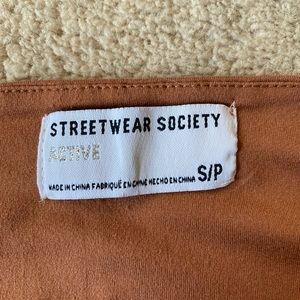 STREETWEAR SOCIETY
ACTIVE
MADE IN CHINA FABRIQUÉ EN CHINE HECHO EN CHINA S/P